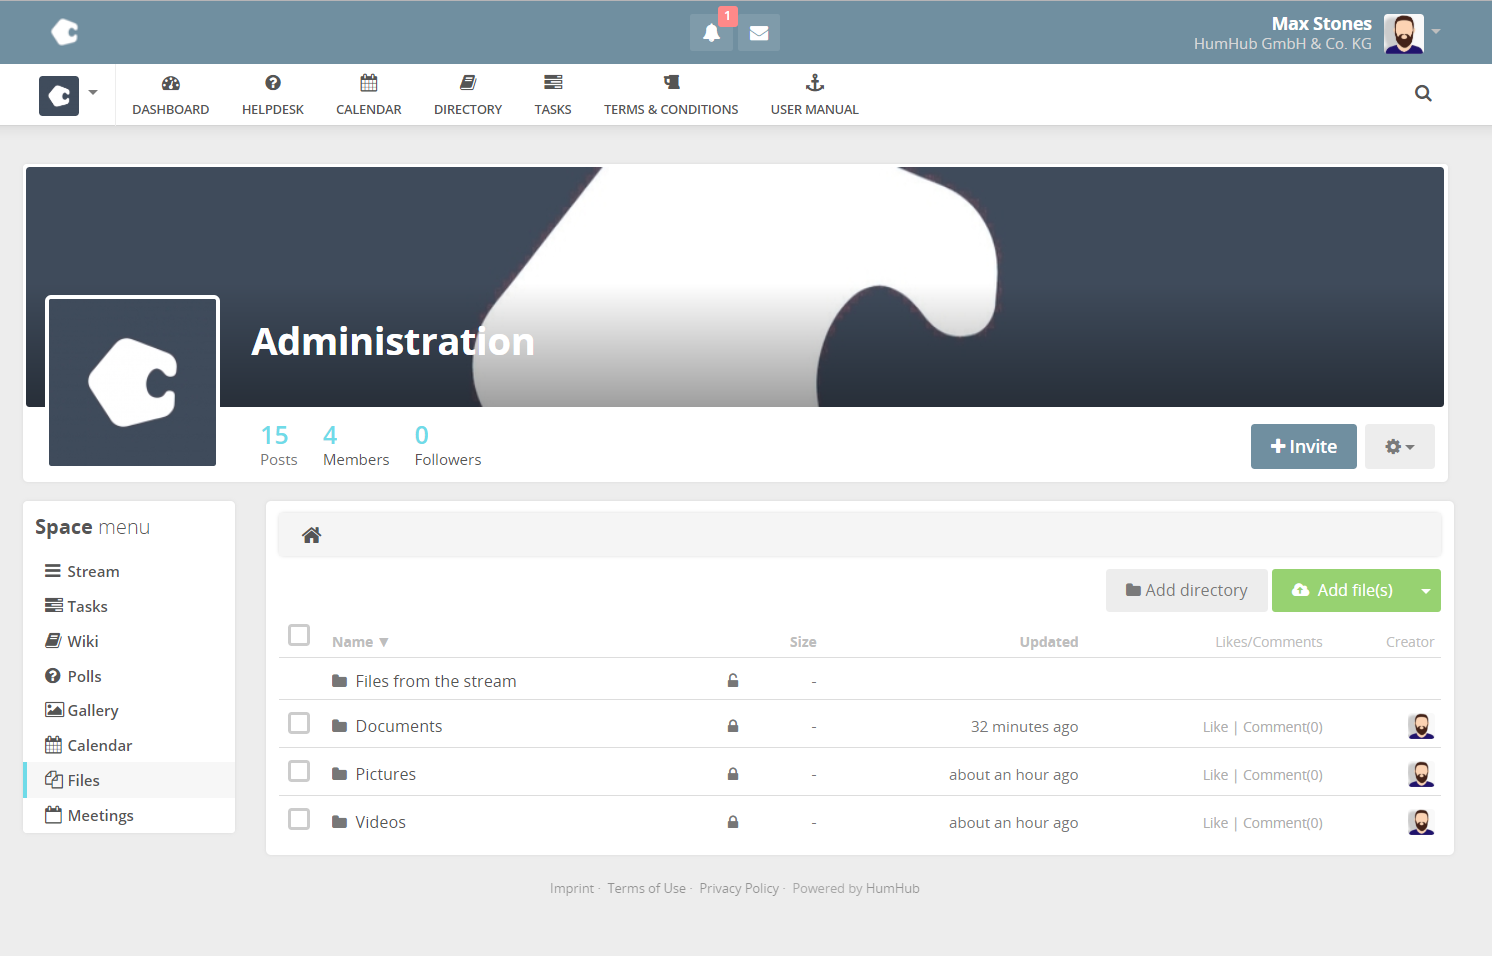 1
Max Stones
HumHub GmbH & Co. KG
DASHBOARD HELPDESK CALENDAR DIRECTORY TASKS TERMS & CONDITIONS USER MANUAL
Administration
15 4 0
Posts Members Followers
Invite
Space menu
Stream
Tasks
Wiki
Polls
Gallery
Calendar
Files
Meetings
Add directory Add file(s)
Name ▼ Size Updated Likes/Comments Creator
Files from the stream -
Documents - 32 minutes ago Like | Comment(0)
Pictures - about an hour ago Like | Comment(0)
Videos - about an hour ago Like | Comment(0)
Imprint · Terms of Use · Privacy Policy · Powered by HumHub